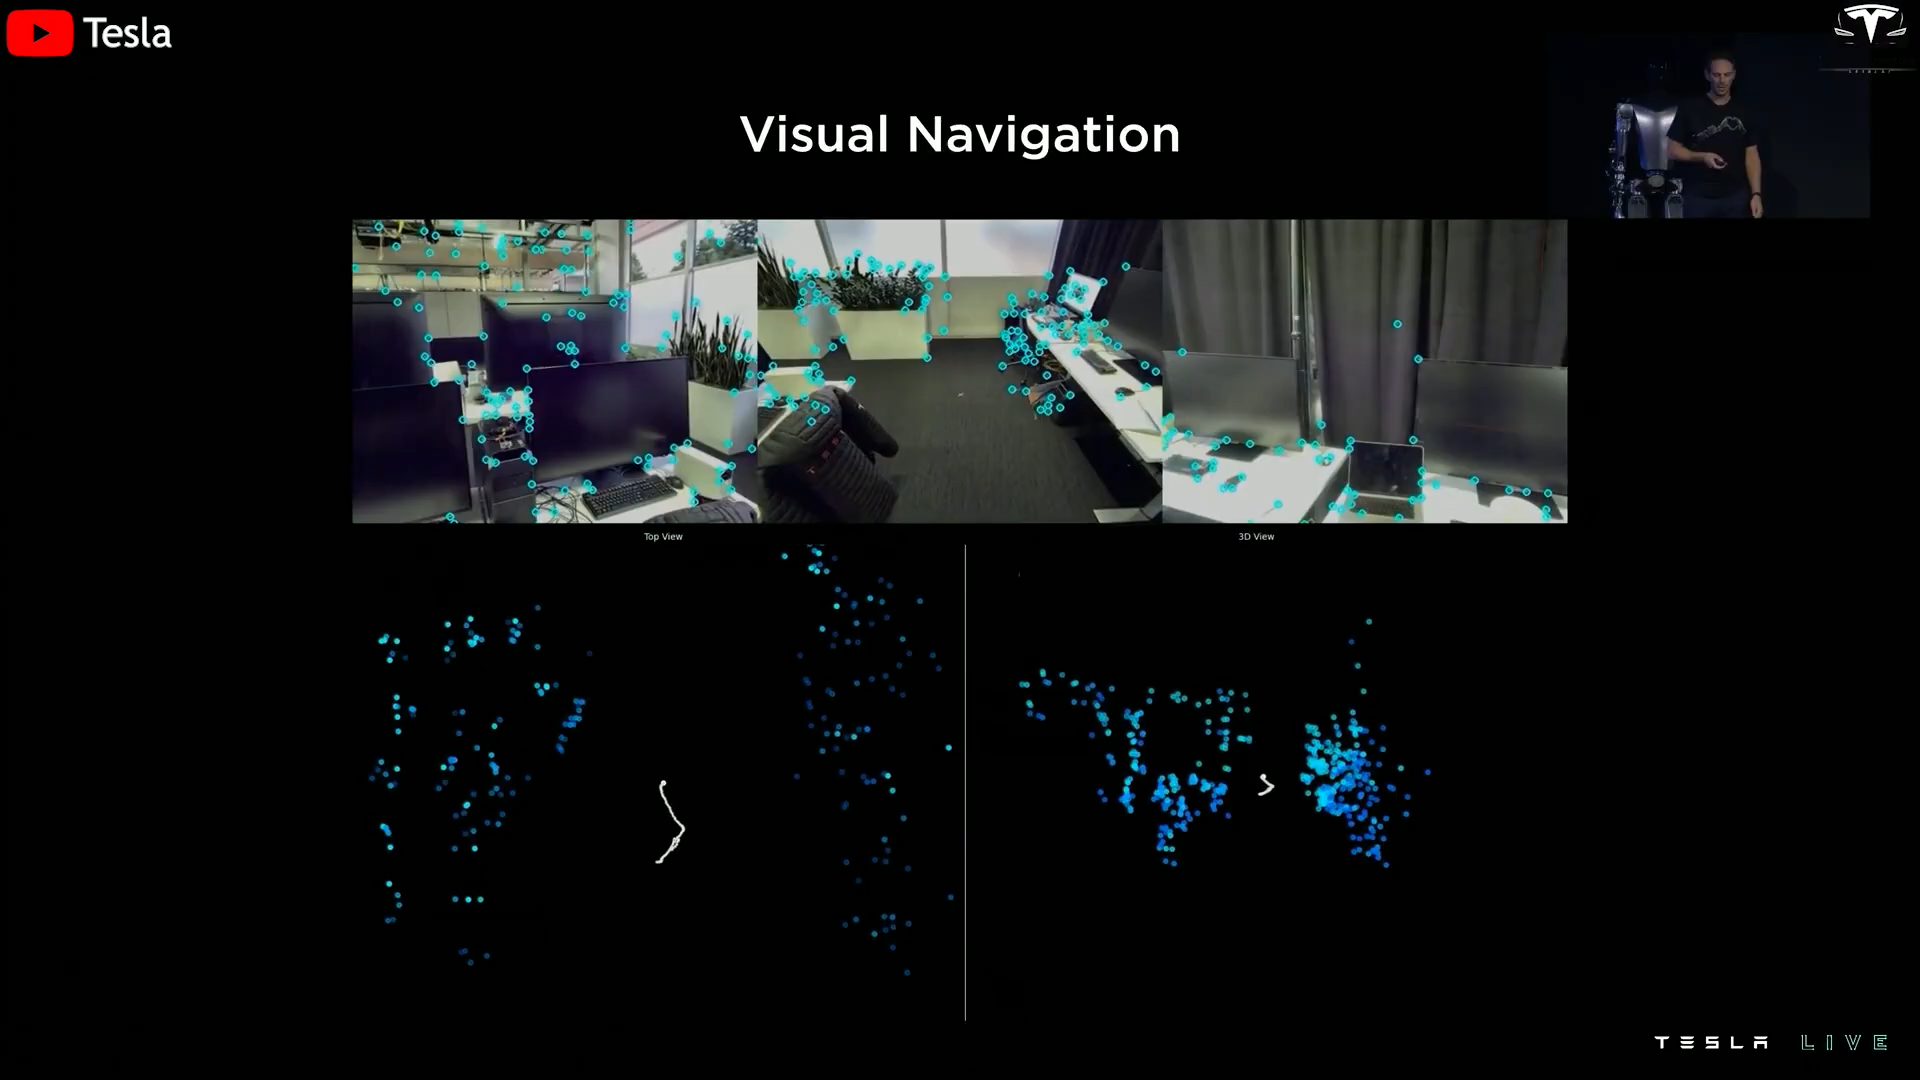 Tesla
Visual Navigation
Top View
3D View
TESLA LIVE